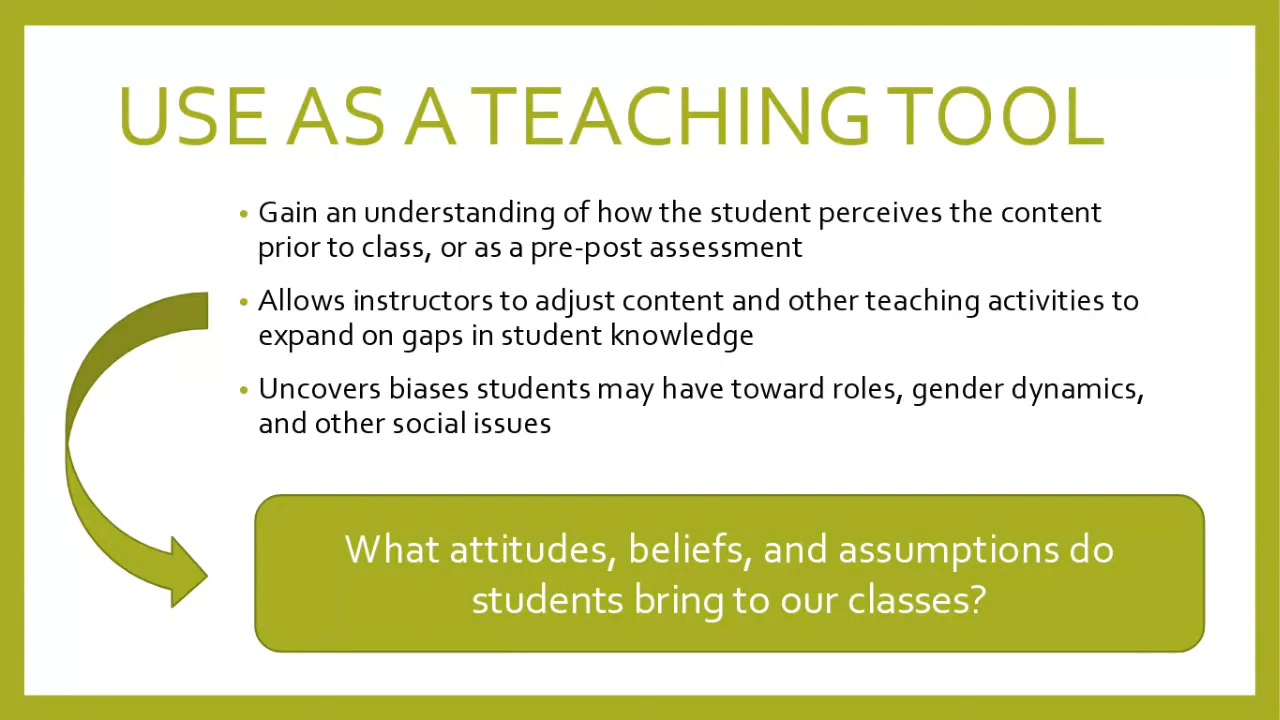 USE AS A TEACHING TOOL
• Gain an understanding of how the student perceives the content
prior to class, or as a pre-post assessment
• Allows instructors to adjust content and other teaching activities to
expand on gaps in student knowledge
• Uncovers biases students may have toward roles, gender dynamics,
and other social issues
What attitudes, beliefs, and assumptions do
students bring to our classes?